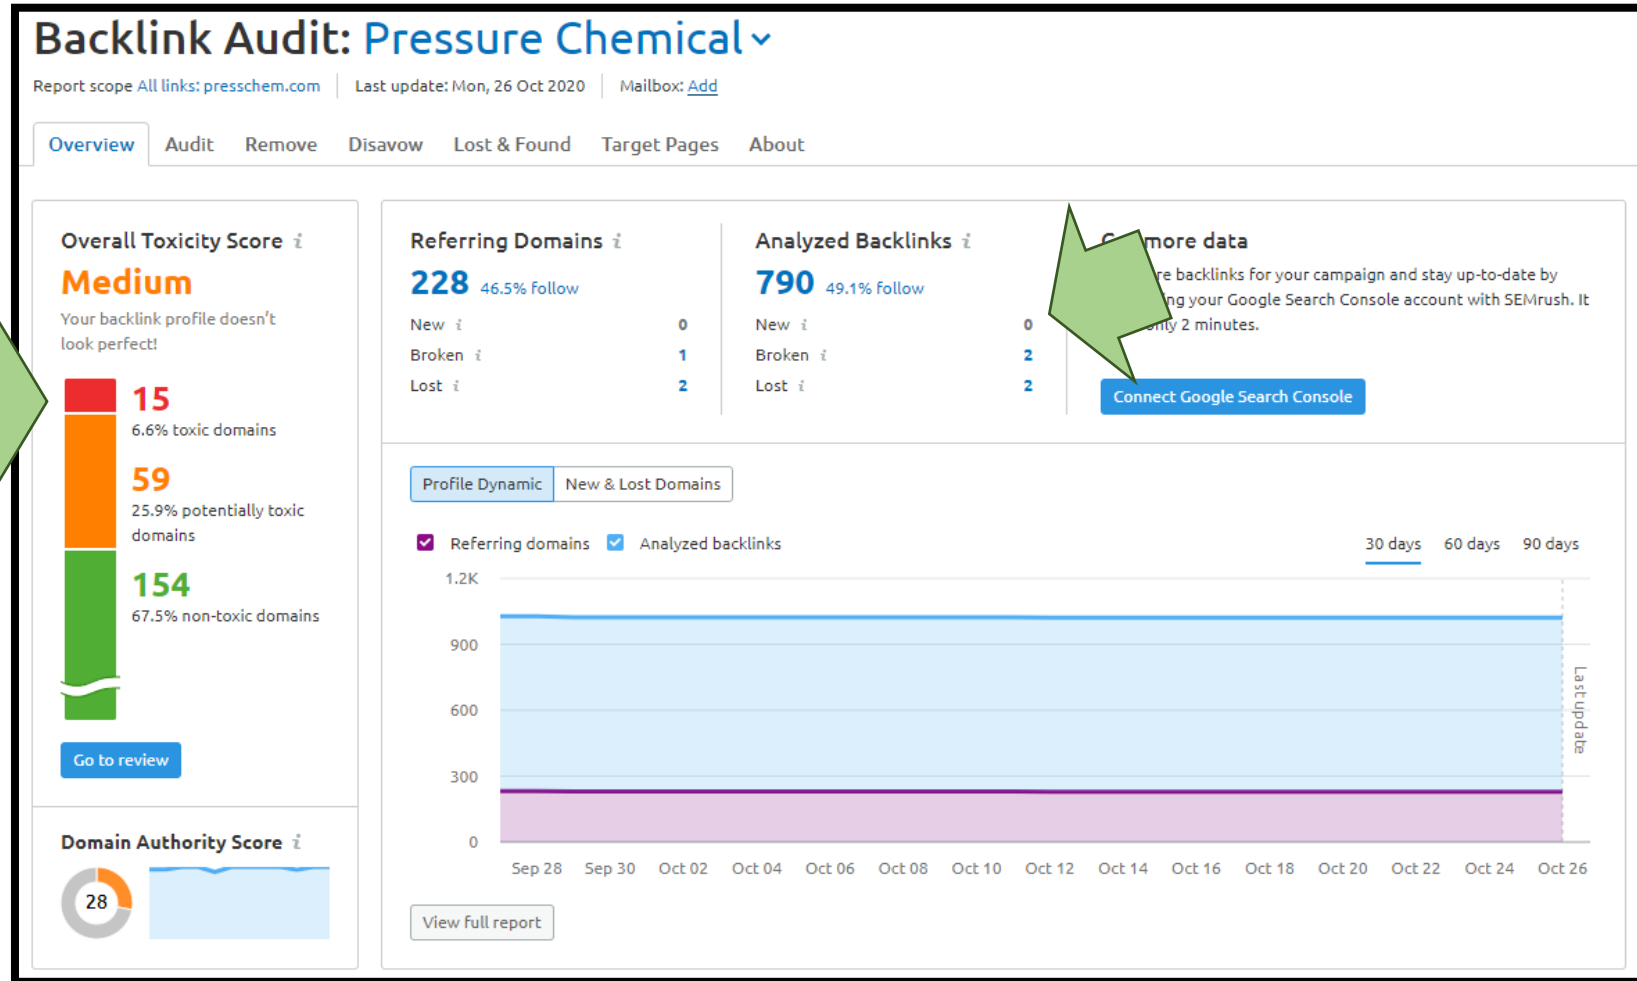 Backlink Audit: Pressure Chemical
Report scope All links: presschem.com Last update: Mon, 26 Oct 2020 Mailbox: Add
Overview Audit Remove Disavow Lost & Found Target Pages About
Overall Toxicity Score i
Medium
Your backlink profile doesn't
look perfect!
15
6.6% toxic domains
59
25.9% potentially toxic
domains
154
67.5% non-toxic domains
Go to review
Domain Authority Score i
28
Referring Domains i
228 46.5% follow
New i 0
Broken i 1
Lost i 2
Analyzed Backlinks i
790 49.1% follow
New i 0
Broken i 2
Lost i 2
more data
backlinks for your campaign and stay up-to-date by
your Google Search Console account with SEMrush. It
2 minutes.
Connect Google Search Console
Profile Dynamic New & Lost Domains
Referring domains Analyzed backlinks
30 days 60 days 90 days
1.2K
900
600
300
0
Last update
Sep 28 Sep 30 Oct 02 Oct 04 Oct 06 Oct 08 Oct 10 Oct 12 Oct 14 Oct 16 Oct 18 Oct 20 Oct 22 Oct 24 Oct 26
View full report